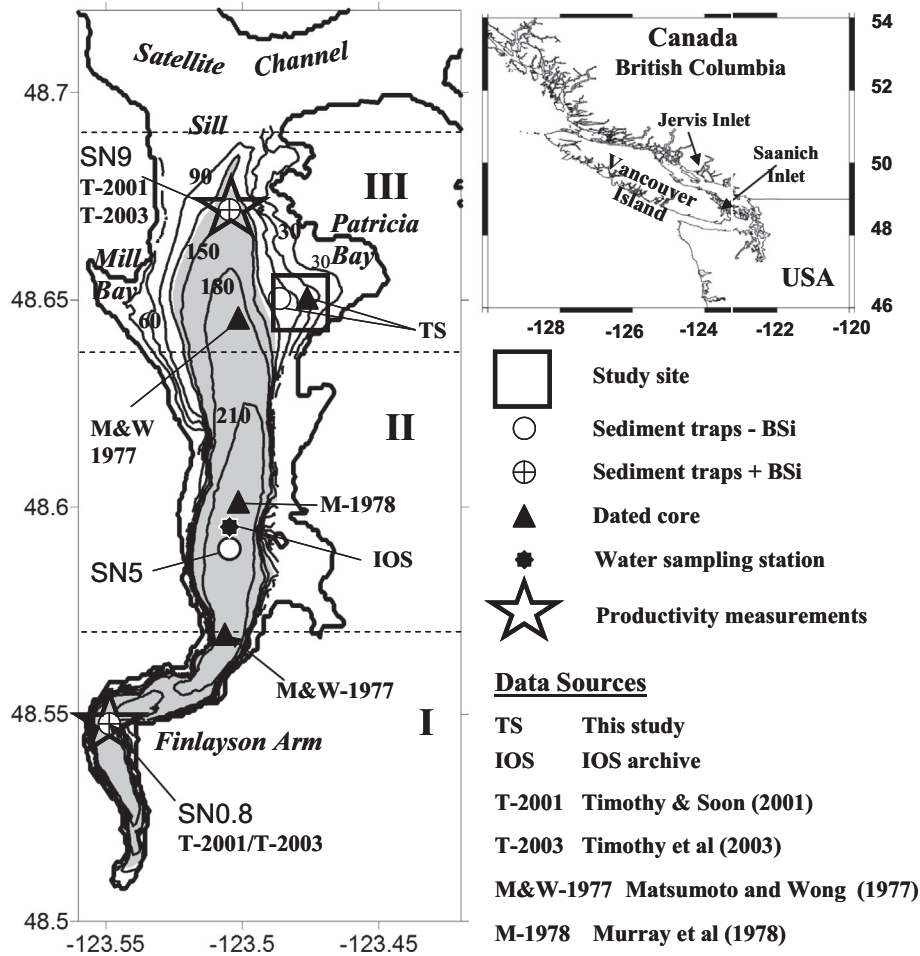 Satellite Channel
48.7
Sill
SN9
T-2001
T-2003
90
III
Patricia
Bay
30
30
150
Mill
Bay
180
48.65
60
TS
M&W
1977
210
II
M-1978
48.6
IOS
SN5
M&W-1977
48.55
I
Finlayson Arm
SN0.8
T-2001/T-2003
48.5
-123.55
-123.5
-123.45
Canada
British Columbia
54
52
50
48
46
Jervis Inlet
Saanich
Inlet
Vancouver
Island
USA
-128
-126
-124
-122
-120
Study site
Sediment traps - BSi
Sediment traps + BSi
Dated core
Water sampling station
Productivity measurements
Data Sources
TS This study
IOS IOS archive
T-2001 Timothy & Soon (2001)
T-2003 Timothy et al (2003)
M&W-1977 Matsumoto and Wong (1977)
M-1978 Murray et al (1978)